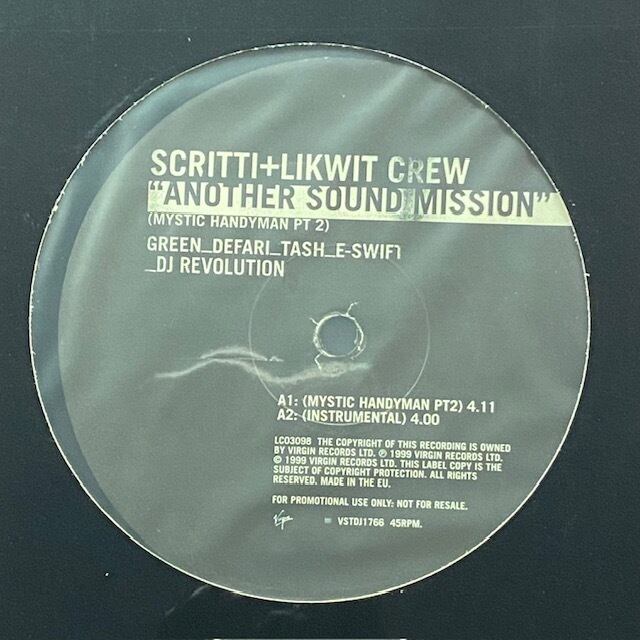 SCRITTI+LIKWIT CREW
"ANOTHER SOUND MISSION"
(MYSTIC HANDYMAN PT 2)
GREEN_DEFARI_TASH_E-SWIFT
_DJ REVOLUTION
A1: (MYSTIC HANDYMAN PT2) 4.11
A2: (INSTRUMENTAL) 4.00
LC03098 THE COPYRIGHT OF THIS RECORDING IS OWNED
BY VIRGIN RECORDS LTD. ℗ 1999 VIRGIN RECORDS LTD.
© 1999 VIRGIN RECORDS LTD. THIS LABEL COPY IS THE
SUBJECT OF COPYRIGHT PROTECTION. ALL RIGHTS
RESERVED. MADE IN THE EU.
FOR PROMOTIONAL USE ONLY: NOT FOR RESALE.
Virgin VSTDJ1766 45RPM.